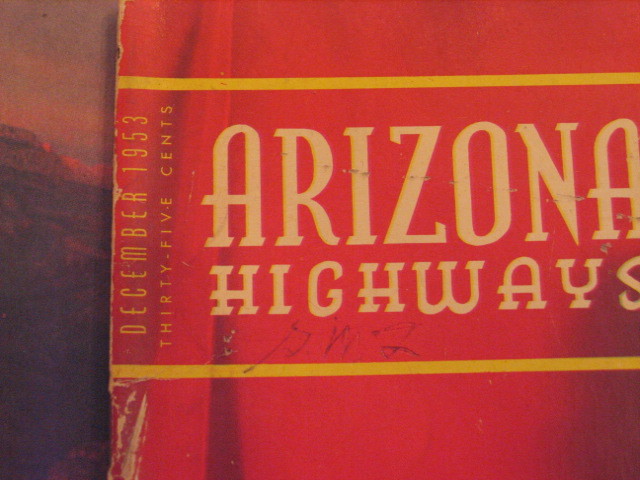 DECEMBER 1953
THIRTY-FIVE CENTS
ARIZONA
HIGHWAYS